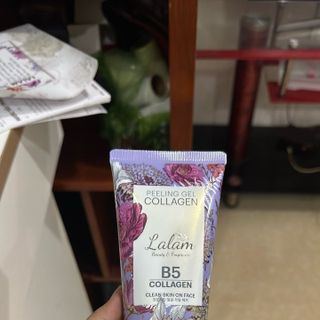 PEELING GEL
COLLAGEN
Lalam
Beauty & Fragrance
B5
COLLAGEN
CLEAN SKIN ON FACE